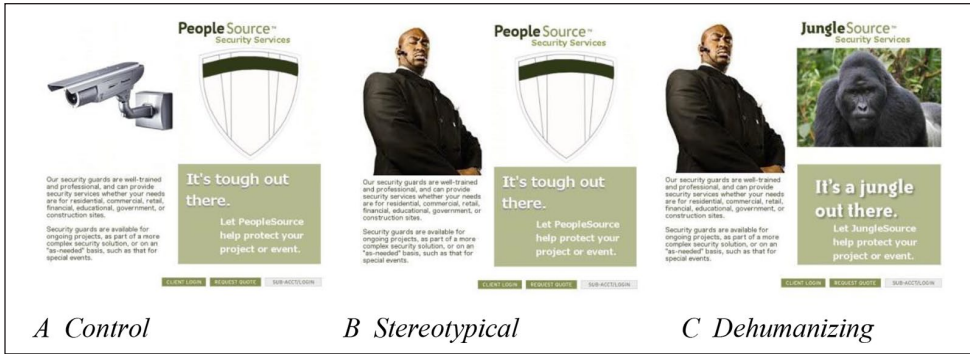 PeopleSource™
Security Services
Our security guards are well-trained
and professional, and can provide
security services whether your needs
are for residential, commercial, retail,
financial, educational, government, or
construction sites.
Security guards are available for
ongoing projects, as part of a more
complex security solution, or on an
"as-needed" basis, such as that for
special events.
It's tough out
there.
Let PeopleSource
help protect your
project or event.
CLIENT LOGIN REQUEST QUOTE SUB-ACCT/LOGIN
A Control
PeopleSource™
Security Services
Our security guards are well-trained
and professional, and can provide
security services whether your needs
are for residential, commercial, retail,
financial, educational, government, or
construction sites.
Security guards are available for
ongoing projects, as part of a more
complex security solution, or on an
"as-needed" basis, such as that for
special events.
It's tough out
there.
Let PeopleSource
help protect your
project or event.
CLIENT LOGIN REQUEST QUOTE SUB-ACCT/LOGIN
B Stereotypical
JungleSource™
Security Services
Our security guards are well-trained
and professional, and can provide
security services whether your needs
are for residential, commercial, retail,
financial, educational, government, or
construction sites.
Security guards are available for
ongoing projects, as part of a more
complex security solution, or on an
"as-needed" basis, such as that for
special events.
It's a jungle
out there.
Let JungleSource
help protect your
project or event.
CLIENT LOGIN REQUEST QUOTE SUB-ACCT/LOGIN
C Dehumanizing